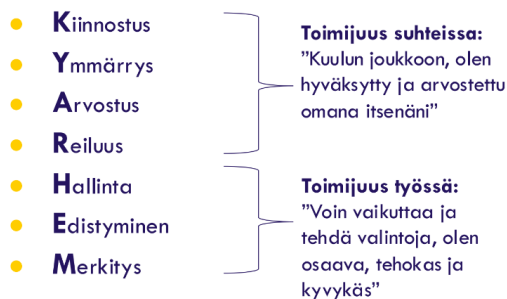 Kiinnostus
Ymmärrys
Arvostus
Reiluus
Hallinta
Edistyminen
Merkitys
Toimijuus suhteissa:
”Kuulun joukkoon, olen
hyväksytty ja arvostettu
omana itsenäni”
Toimijuus työssä:
”Voin vaikuttaa ja
tehdä valintoja, olen
osaava, tehokas ja
kyvykäs”